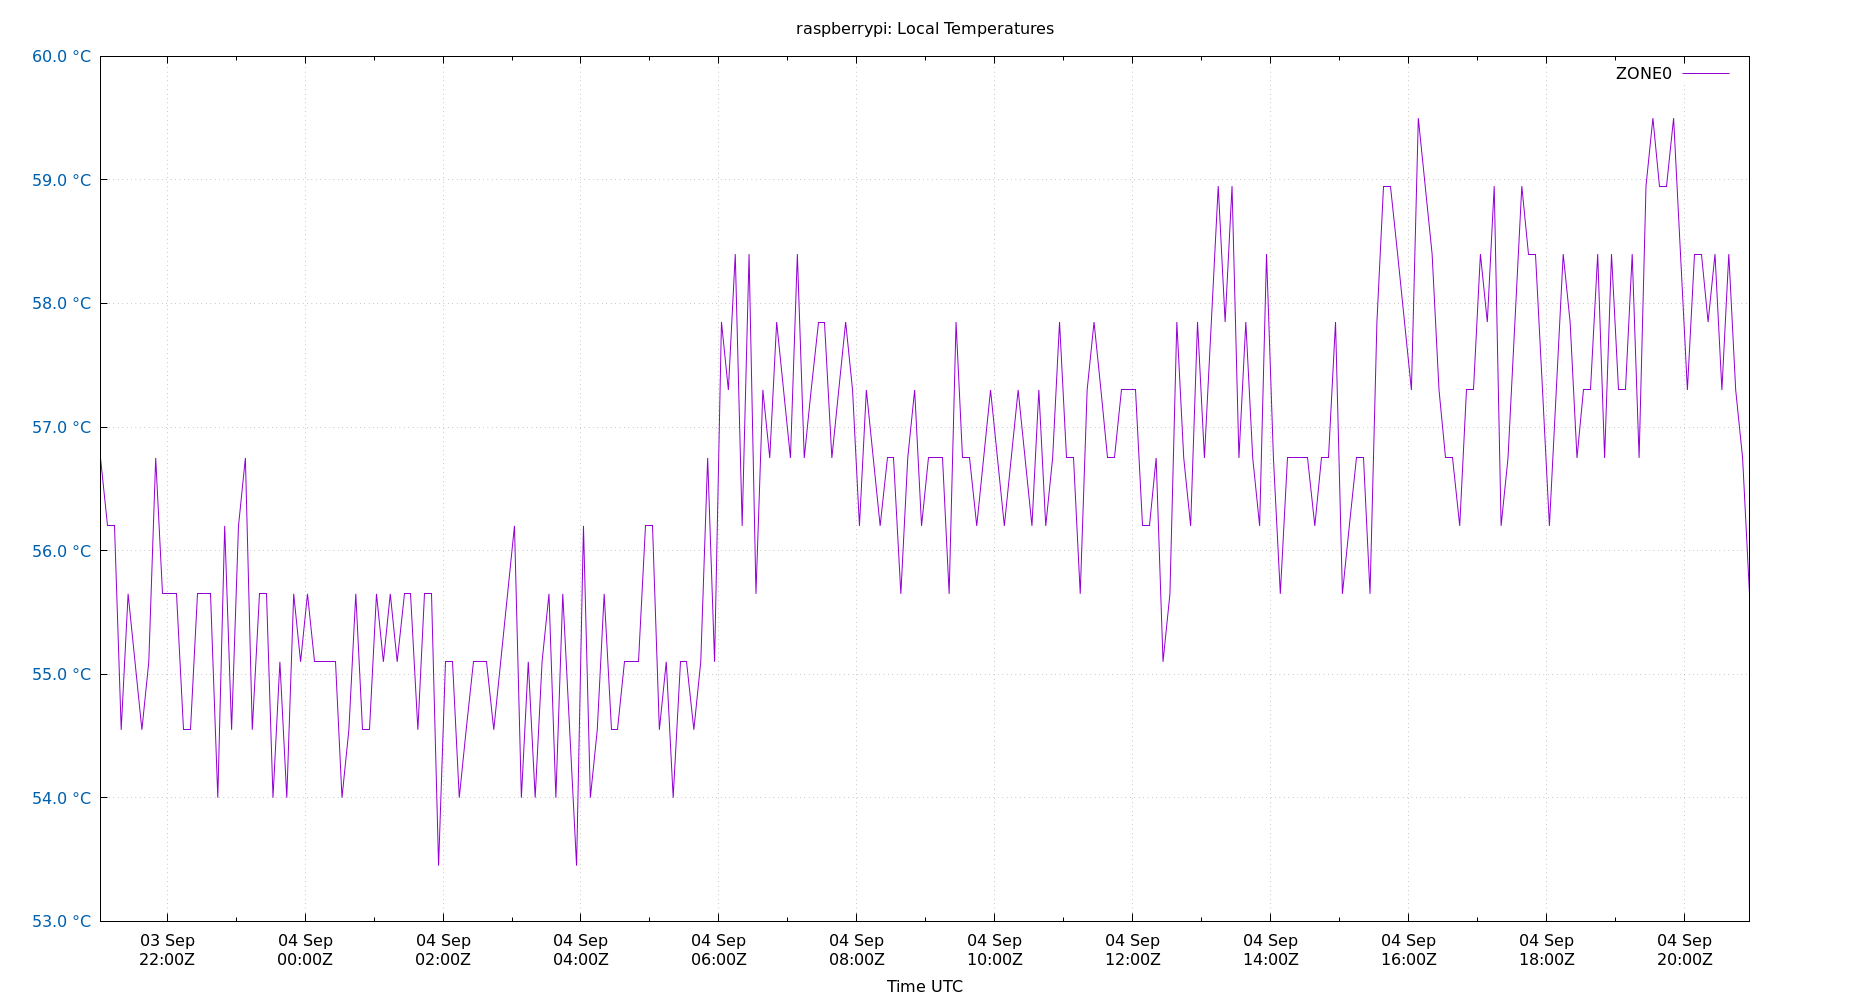 raspberrypi: Local Temperatures
60.0 °C
ZONE0
59.0 °C
58.0 °C
57.0 °C
56.0 °C
55.0 °C
54.0 °C
53.0 °C
03 Sep 04 Sep 04 Sep 04 Sep 04 Sep 04 Sep 04 Sep 04 Sep 04 Sep 04 Sep 04 Sep 04 Sep
22:00Z 00:00Z 02:00Z 04:00Z 06:00Z 08:00Z 10:00Z 12:00Z 14:00Z 16:00Z 18:00Z 20:00Z
Time UTC